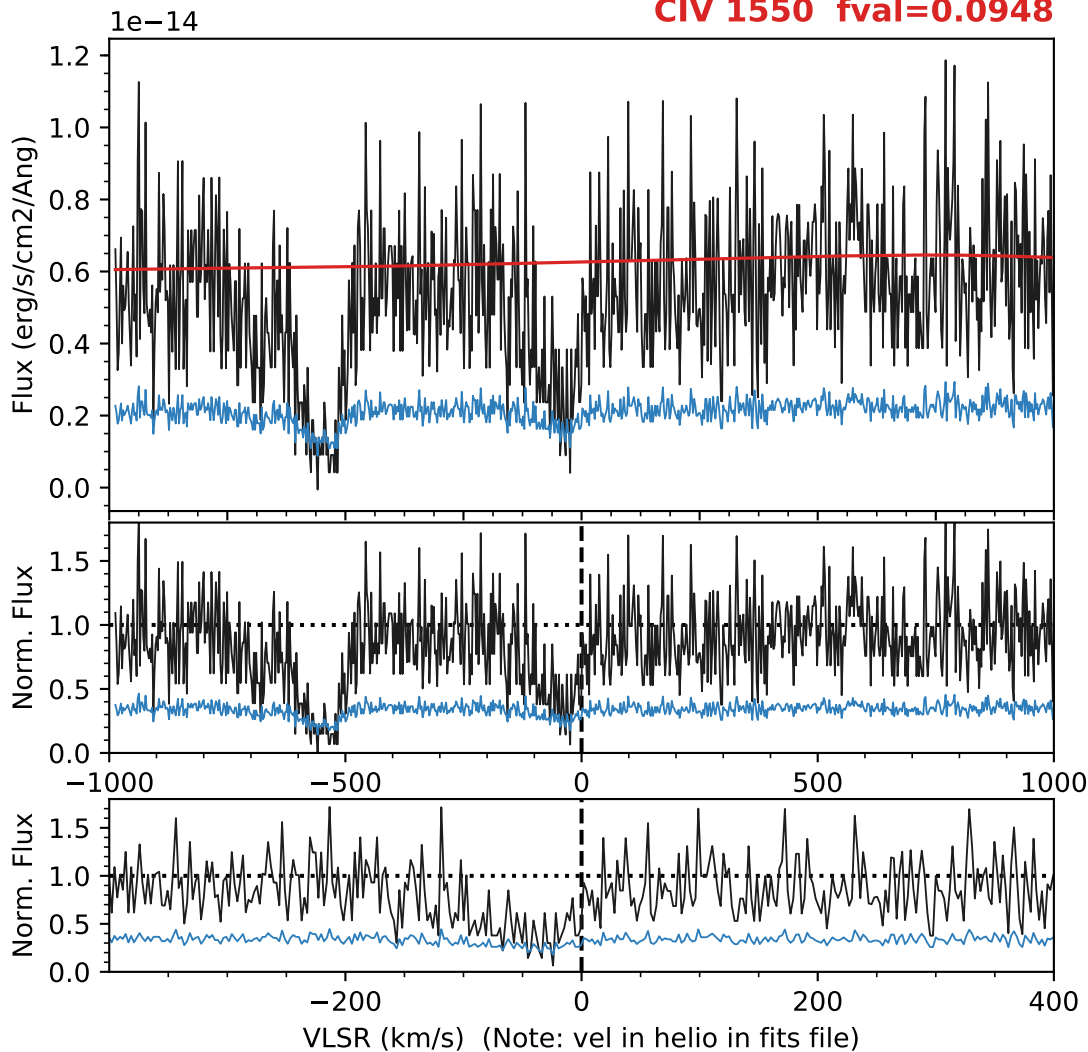 CIV 1550 fval=0.0948
1e−14
1.2
1.0
0.8
0.6
0.4
0.2
0.0
Flux (erg/s/cm2/Ang)
1.5
1.0
0.5
0.0
Norm. Flux
−1000 −500 0 500 1000
1.5
1.0
0.5
0.0
Norm. Flux
−200 0 200 400
VLSR (km/s) (Note: vel in helio in fits file)